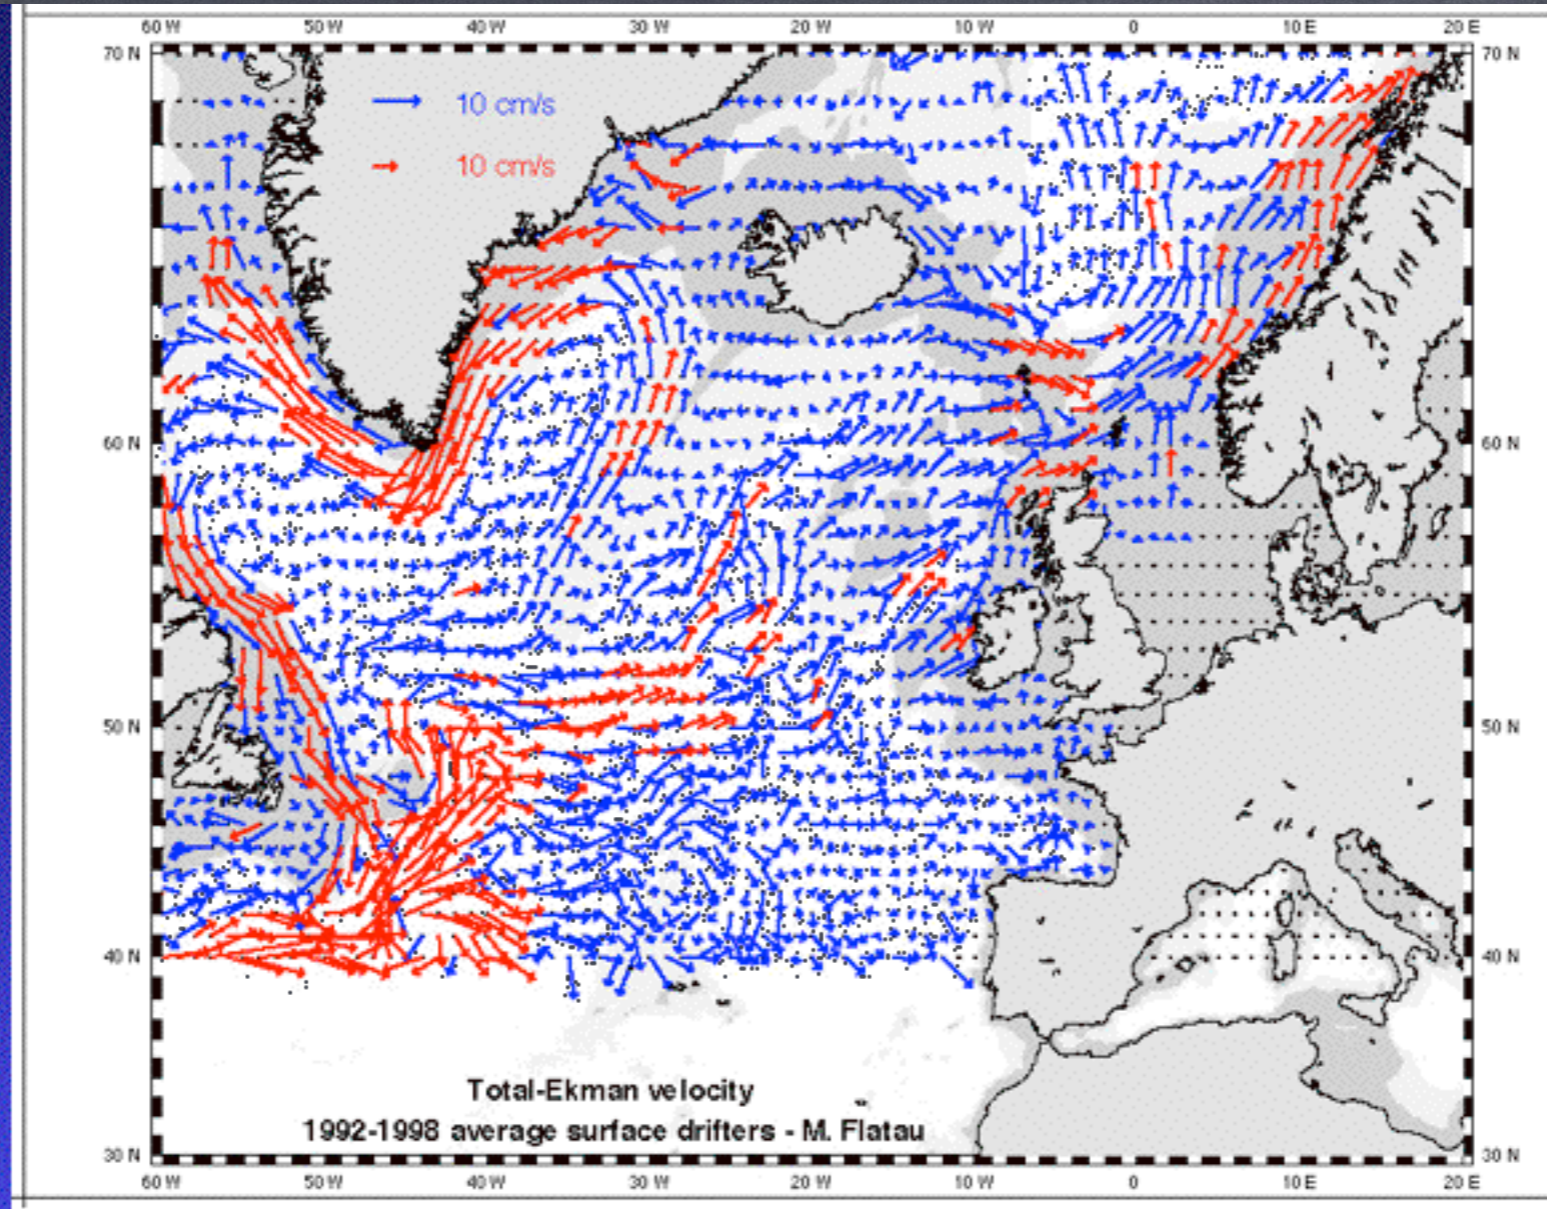 60 W 50 W 40 W 30 W 20 W 10 W 0 10 E 20 E
70 N 70 N
10 cm/s
10 cm/s
60 N 60 N
50 N 50 N
40 N 40 N
Total-Ekman velocity
1992-1998 average surface drifters - M. Flatau
30 N 30 N
60 W 50 W 40 W 30 W 20 W 10 W 0 10 E 20 E